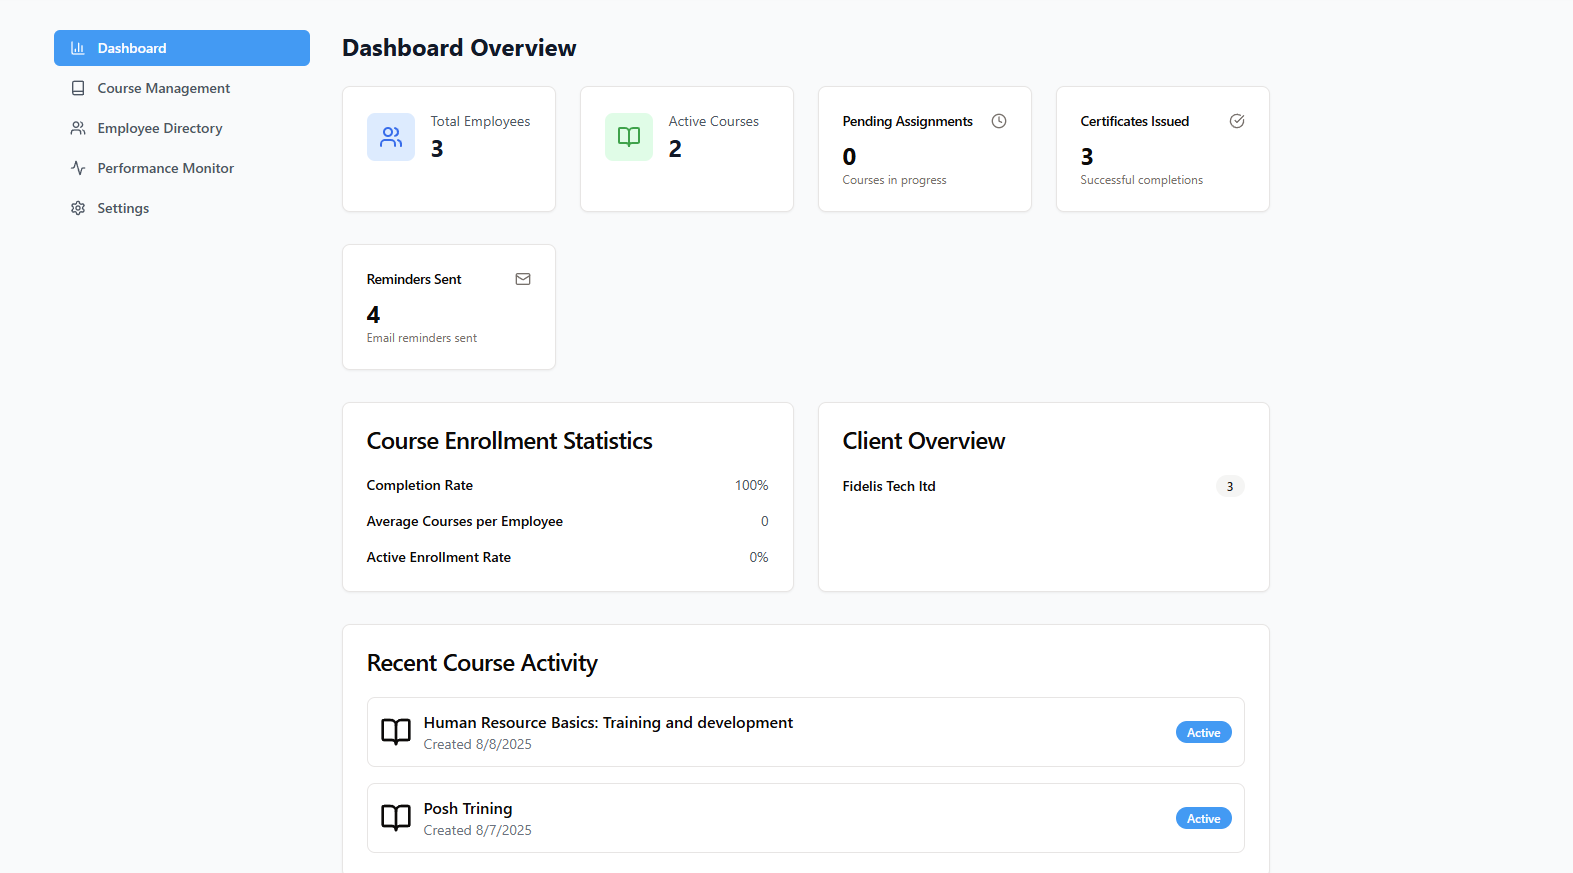 Dashboard
Course Management
Employee Directory
Performance Monitor
Settings
Dashboard Overview
Total Employees
3
Active Courses
2
Pending Assignments
0
Courses in progress
Certificates Issued
3
Successful completions
Reminders Sent
4
Email reminders sent
Course Enrollment Statistics
Completion Rate 100%
Average Courses per Employee 0
Active Enrollment Rate 0%
Client Overview
Fidelis Tech ltd 3
Recent Course Activity
Human Resource Basics: Training and development
Created 8/8/2025
Active
Posh Trining
Created 8/7/2025
Active